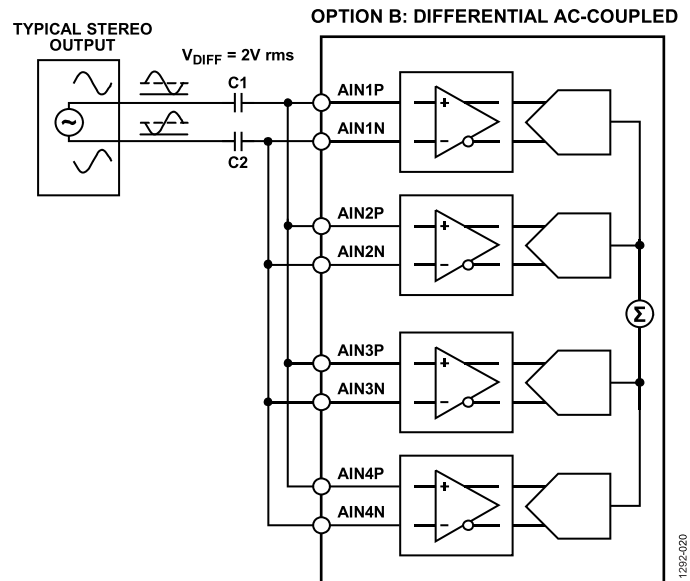 OPTION B: DIFFERENTIAL AC-COUPLED
TYPICAL STEREO
OUTPUT
VDIFF = 2V rms
C1
C2
~
AIN1P
AIN1N
+
–
AIN2P
AIN2N
+
–
Σ
AIN3P
AIN3N
+
–
AIN4P
AIN4N
+
–
1292-020